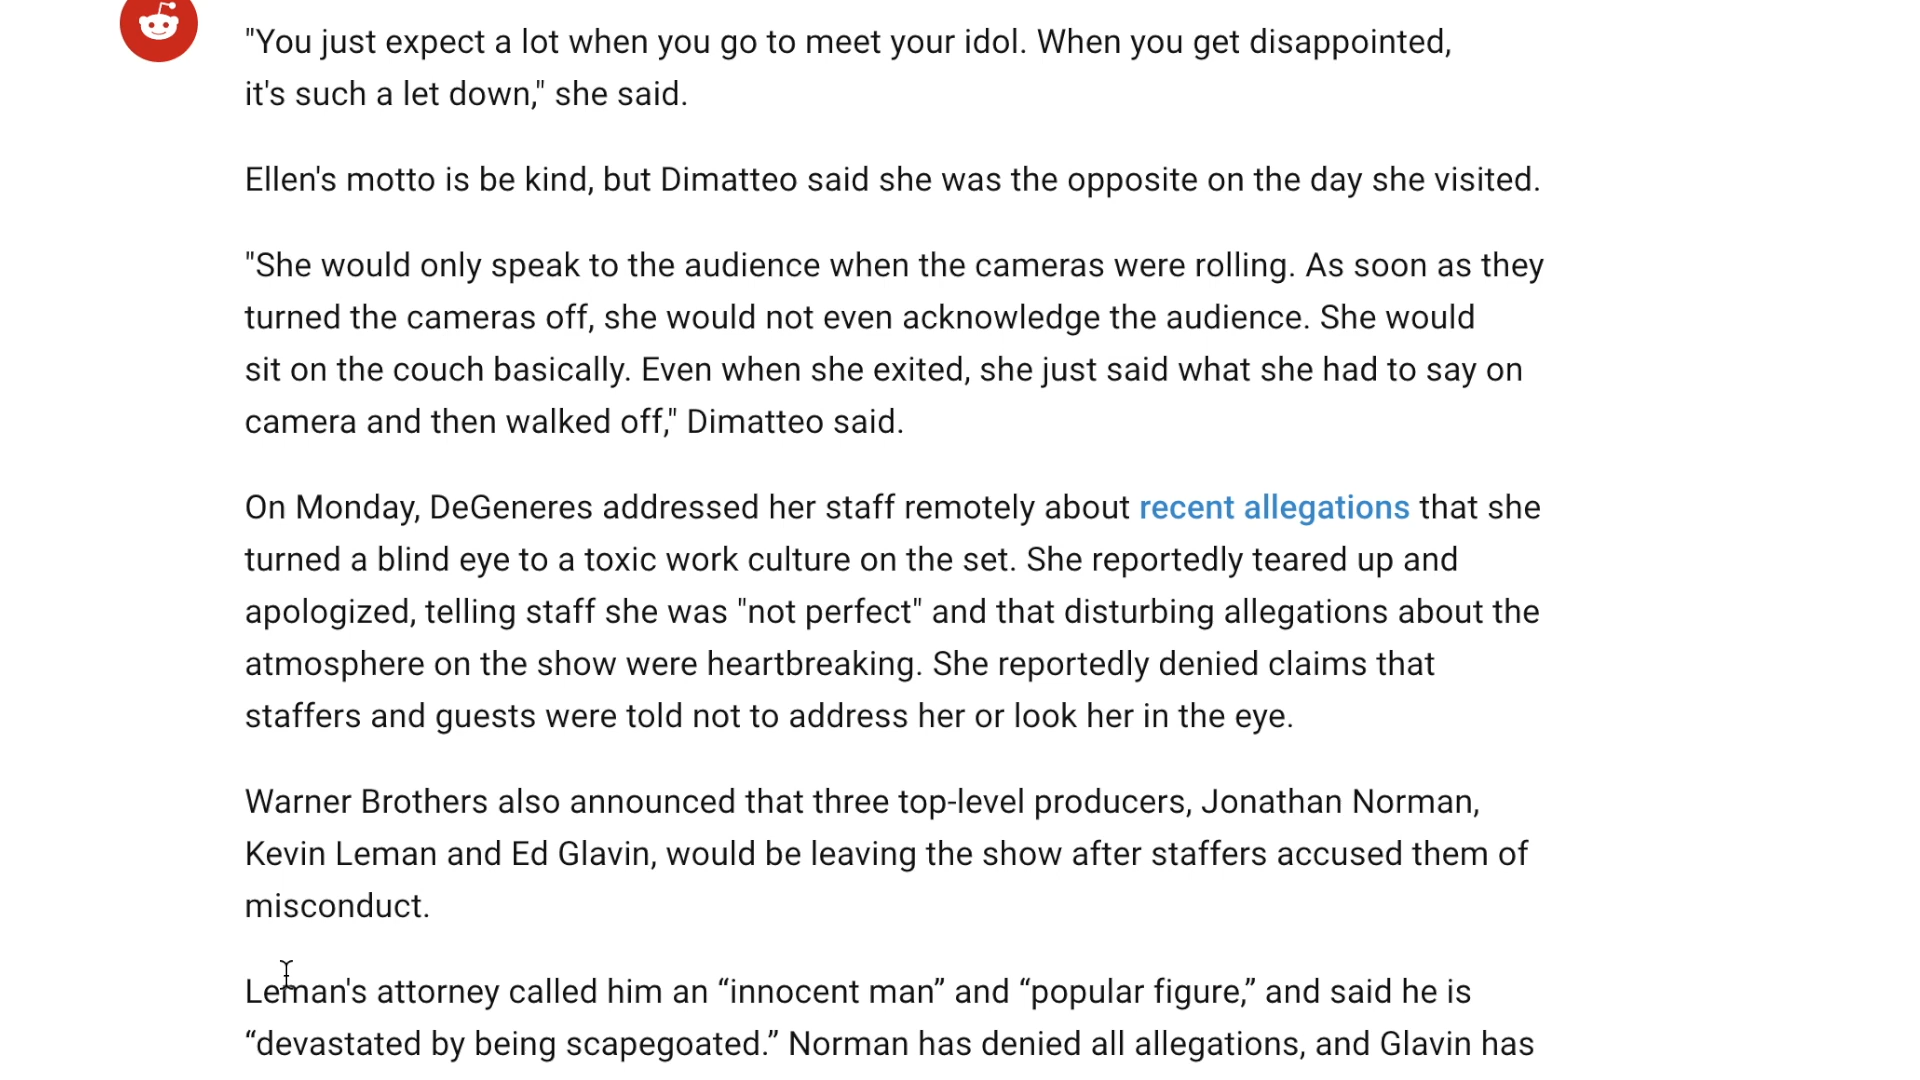 "You just expect a lot when you go to meet your idol. When you get disappointed,
it's such a let down," she said.
Ellen's motto is be kind, but Dimatteo said she was the opposite on the day she visited.
"She would only speak to the audience when the cameras were rolling. As soon as they
turned the cameras off, she would not even acknowledge the audience. She would
sit on the couch basically. Even when she exited, she just said what she had to say on
camera and then walked off," Dimatteo said.
On Monday, DeGeneres addressed her staff remotely about recent allegations that she
turned a blind eye to a toxic work culture on the set. She reportedly teared up and
apologized, telling staff she was "not perfect" and that disturbing allegations about the
atmosphere on the show were heartbreaking. She reportedly denied claims that
staffers and guests were told not to address her or look her in the eye.
Warner Brothers also announced that three top-level producers, Jonathan Norman,
Kevin Leman and Ed Glavin, would be leaving the show after staffers accused them of
misconduct.
Leman's attorney called him an “innocent man” and “popular figure,” and said he is
“devastated by being scapegoated.” Norman has denied all allegations, and Glavin has